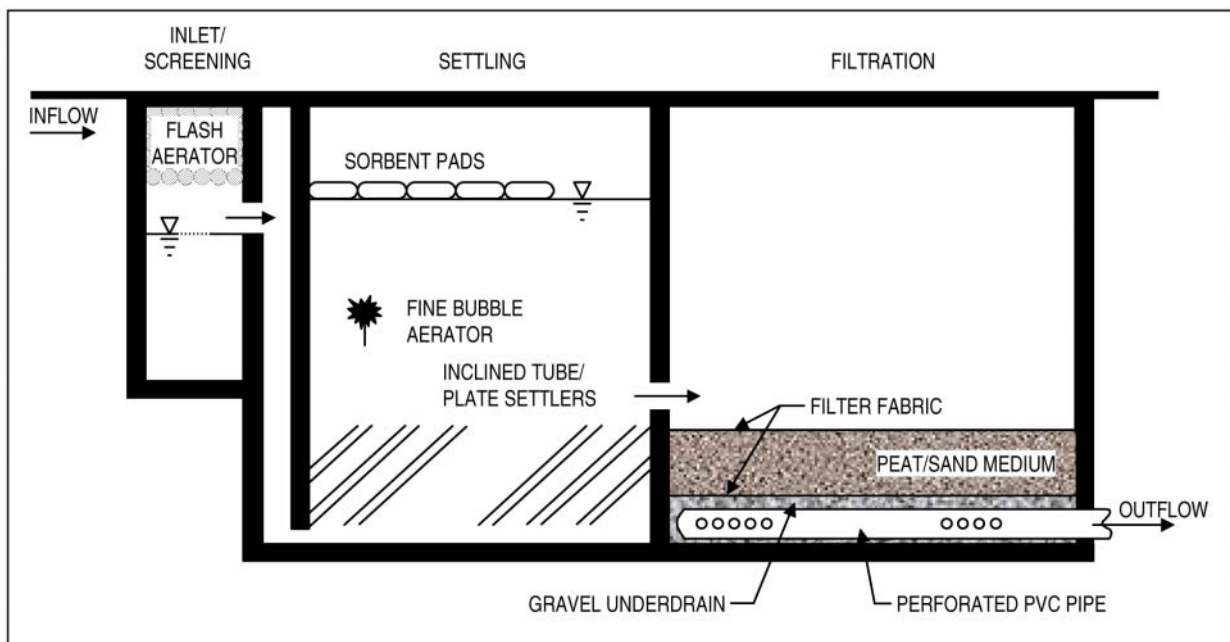 INLET/
SCREENING
SETTLING
FILTRATION
INFLOW
FLASH
AERATOR
SORBENT PADS
FINE BUBBLE
AERATOR
INCLINED TUBE/
PLATE SETTLERS
FILTER FABRIC
PEAT/SAND MEDIUM
OUTFLOW
GRAVEL UNDERDRAIN
PERFORATED PVC PIPE